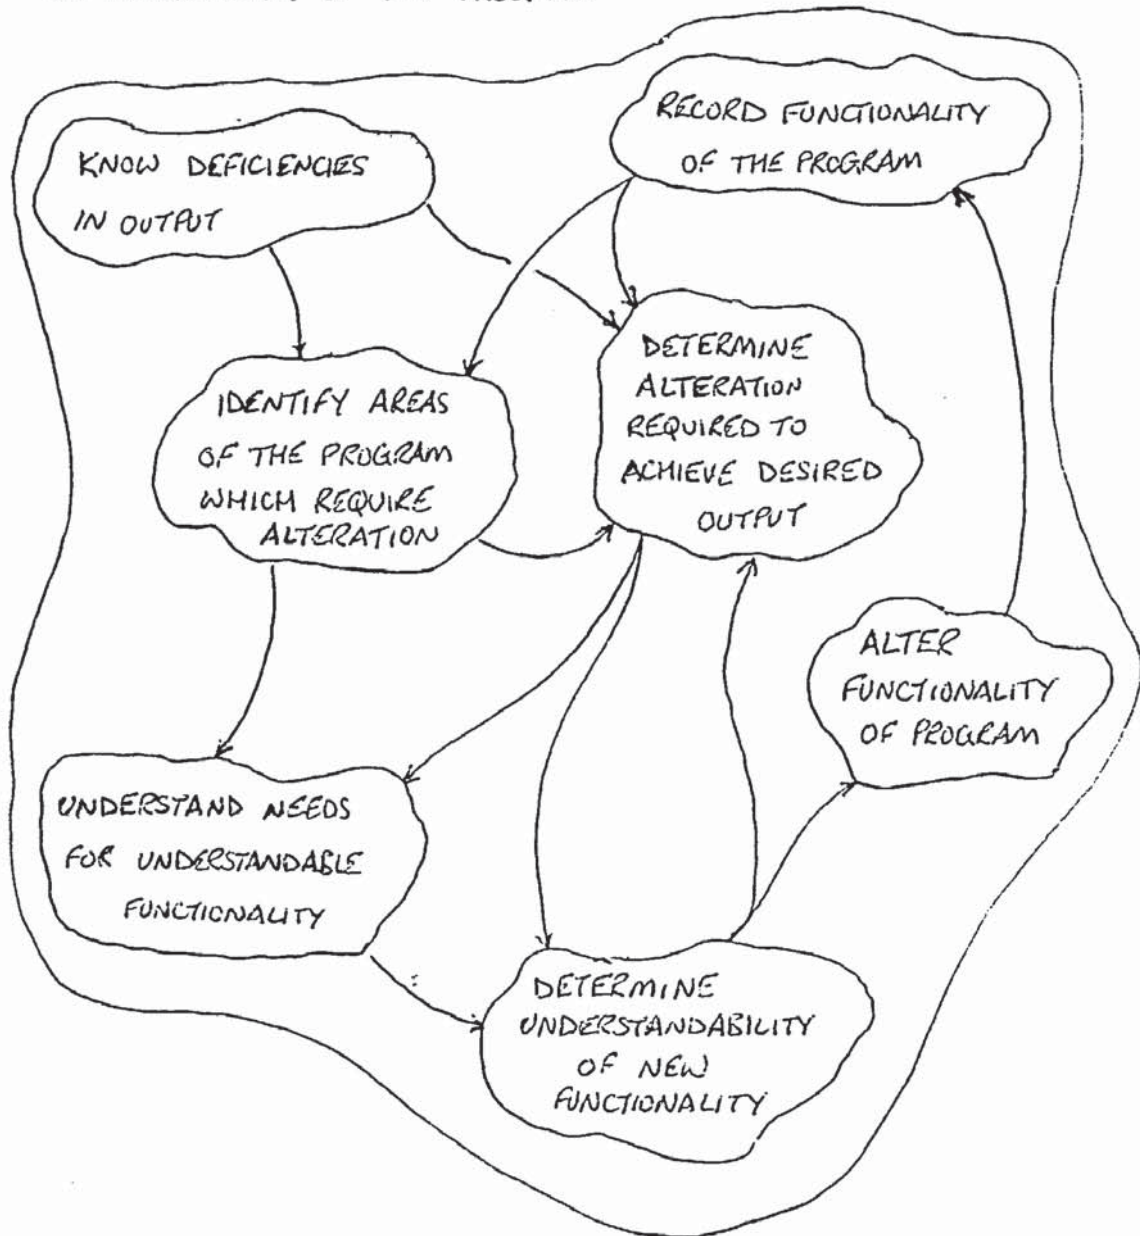 RECORD FUNCTIONALITY
OF THE PROGRAM
KNOW DEFICIENCIES
IN OUTPUT
DETERMINE
ALTERATION
REQUIRED TO
ACHIEVE DESIRED
OUTPUT
IDENTIFY AREAS
OF THE PROGRAM
WHICH REQUIRE
ALTERATION
ALTER
FUNCTIONALITY
OF PROGRAM
UNDERSTAND NEEDS
FOR UNDERSTANDABLE
FUNCTIONALITY
DETERMINE
UNDERSTANDABILITY
OF NEW
FUNCTIONALITY